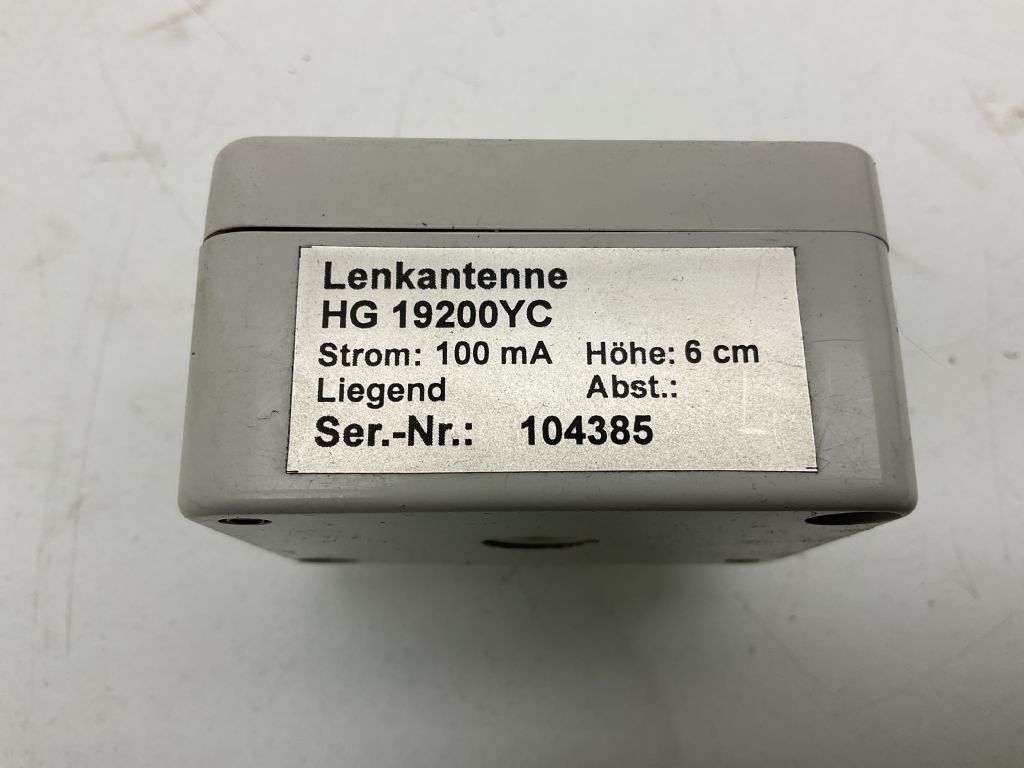 Lenkantenne
HG 19200YC
Strom: 100 mA Höhe: 6 cm
Liegend Abst.:
Ser.-Nr.: 104385